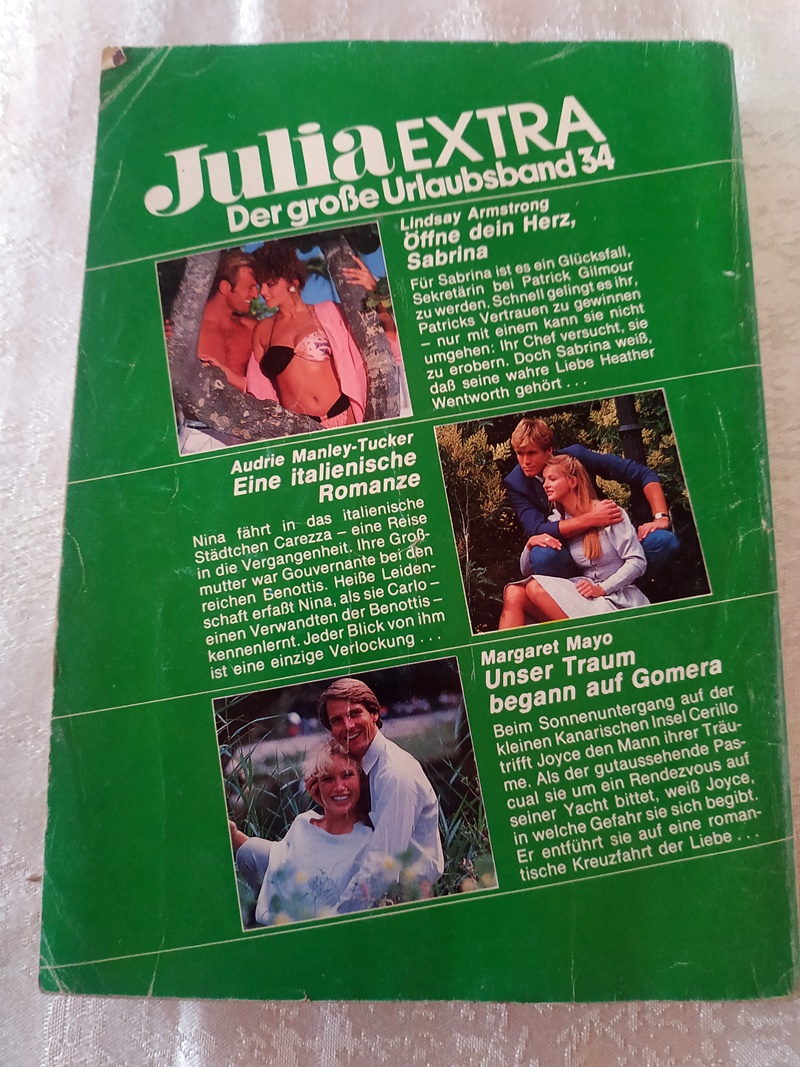 Julia EXTRA
Der große Urlaubsband 34
Lindsay Armstrong
Öffne dein Herz,
Sabrina
Für Sabrina ist es ein Glücksfall,
Sekretärin bei Patrick Gilmour
zu werden. Schnell gelingt es ihr,
Patricks Vertrauen zu gewinnen
– nur mit einem kann sie nicht
umgehen: Ihr Chef versucht, sie
zu erobern. Doch Sabrina weiß,
daß seine wahre Liebe Heather
Wentworth gehört . . .
Audrie Manley-Tucker
Eine italienische
Romanze
Nina fährt in das italienische
Städtchen Carezza – eine Reise
in die Vergangenheit. Ihre Groß-
mutter war Gouvernante bei den
reichen Benottis. Heiße Leiden-
schaft erfaßt Nina, als sie Carlo –
einen Verwandten der Benottis –
kennenlernt. Jeder Blick von ihm
ist eine einzige Verlockung . . .
Margaret Mayo
Unser Traum
begann auf Gomera
Beim Sonnenuntergang auf der
kleinen Kanarischen Insel Cerillo
trifft Joyce den Mann ihrer Träu-
me. Als der gutaussehende Pas-
cual sie um ein Rendezvous auf
seiner Yacht bittet, weiß Joyce,
in welche Gefahr sie sich begibt.
Er entführt sie auf eine roman-
tische Kreuzfahrt der Liebe . . .